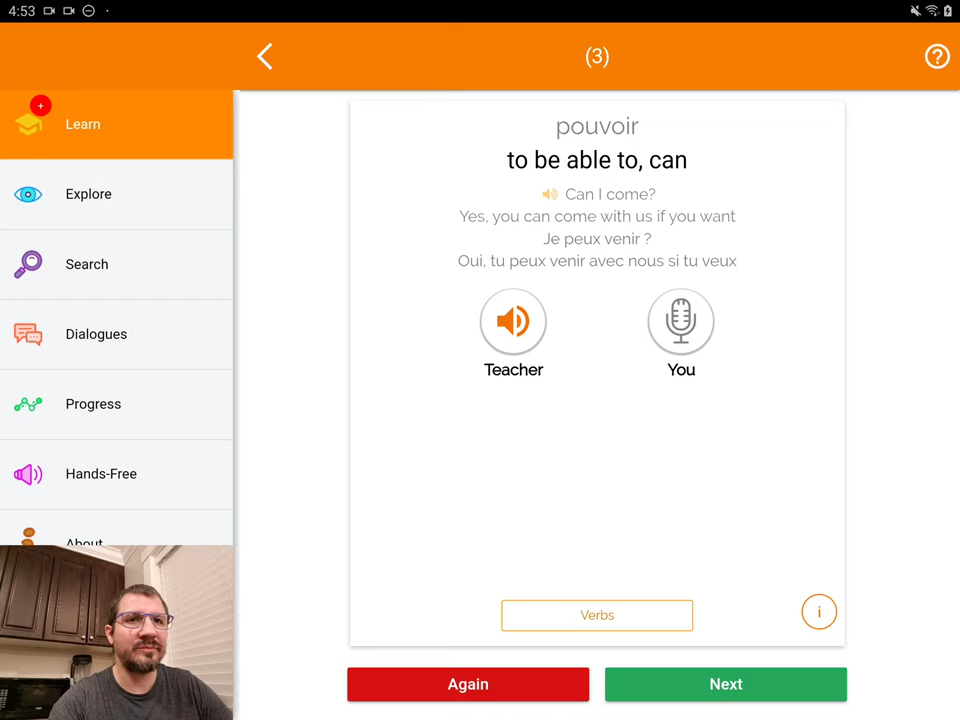 4:53
(3)
+
Learn
Explore
Search
Dialogues
Progress
Hands-Free
About
pouvoir
to be able to, can
Can I come?
Yes, you can come with us if you want
Je peux venir ?
Oui, tu peux venir avec nous si tu veux
Teacher
You
Verbs
i
Again
Next